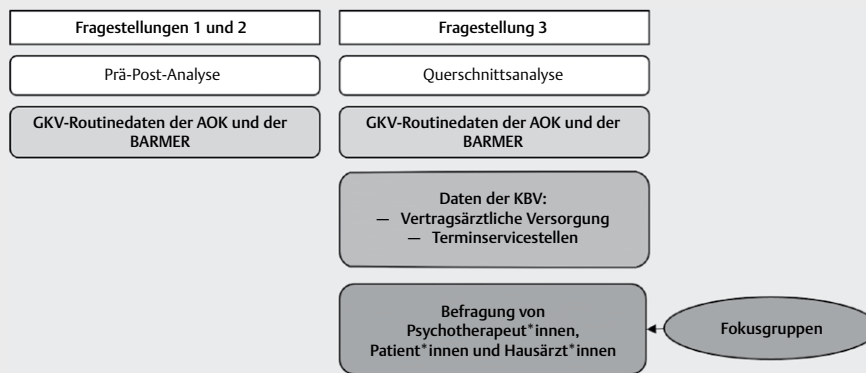 Fragestellungen 1 und 2
Prä-Post-Analyse
GKV-Routinedaten der AOK und der
BARMER
Fragestellung 3
Querschnittsanalyse
GKV-Routinedaten der AOK und der
BARMER
Daten der KBV:
— Vertragsärztliche Versorgung
— Terminservicestellen
Befragung von
Psychotherapeut*innen,
Patient*innen und Hausärzt*innen
Fokusgruppen